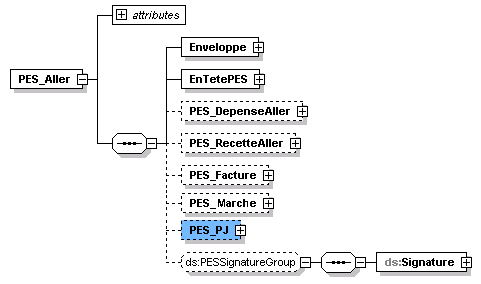 attributes
Enveloppe
PES_Aller
EnTetePES
PES_DepenseAller
PES_RecetteAller
PES_Facture
PES_Marche
PES_PJ
ds:PESSignatureGroup
ds:Signature